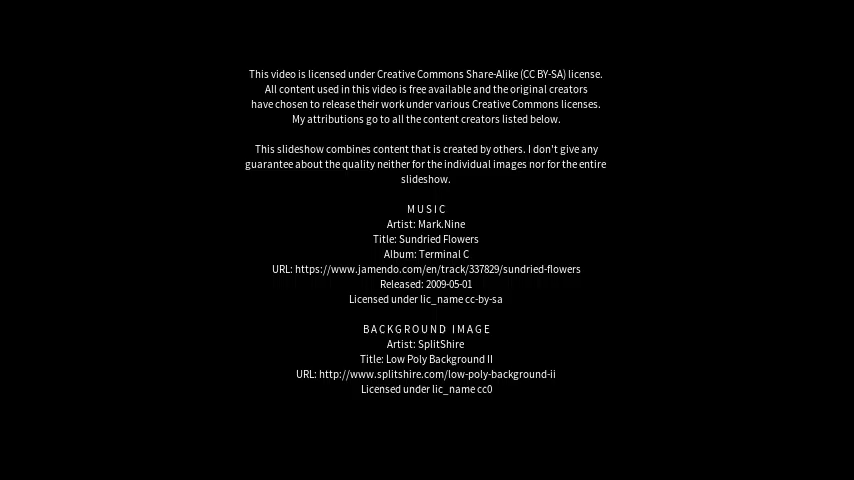 This video is licensed under Creative Commons Share-Alike (CC BY-SA) license.
All content used in this video is free available and the original creators
have chosen to release their work under various Creative Commons licenses.
My attributions go to all the content creators listed below.
This slideshow combines content that is created by others. I don't give any
guarantee about the quality neither for the individual images nor for the entire
slideshow.
MUSIC
Artist: Mark.Nine
Title: Sundried Flowers
Album: Terminal C
URL: https://www.jamendo.com/en/track/337829/sundried-flowers
Released: 2009-05-01
Licensed under lic_name cc-by-sa
BACKGROUND IMAGE
Artist: SplitShire
Title: Low Poly Background II
URL: http://www.splitshire.com/low-poly-background-ii
Licensed under lic_name cc0